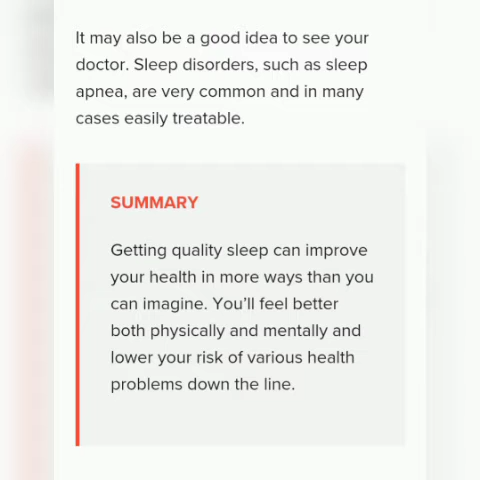 It may also be a good idea to see your
doctor. Sleep disorders, such as sleep
apnea, are very common and in many
cases easily treatable.
SUMMARY
Getting quality sleep can improve
your health in more ways than you
can imagine. You’ll feel better
both physically and mentally and
lower your risk of various health
problems down the line.